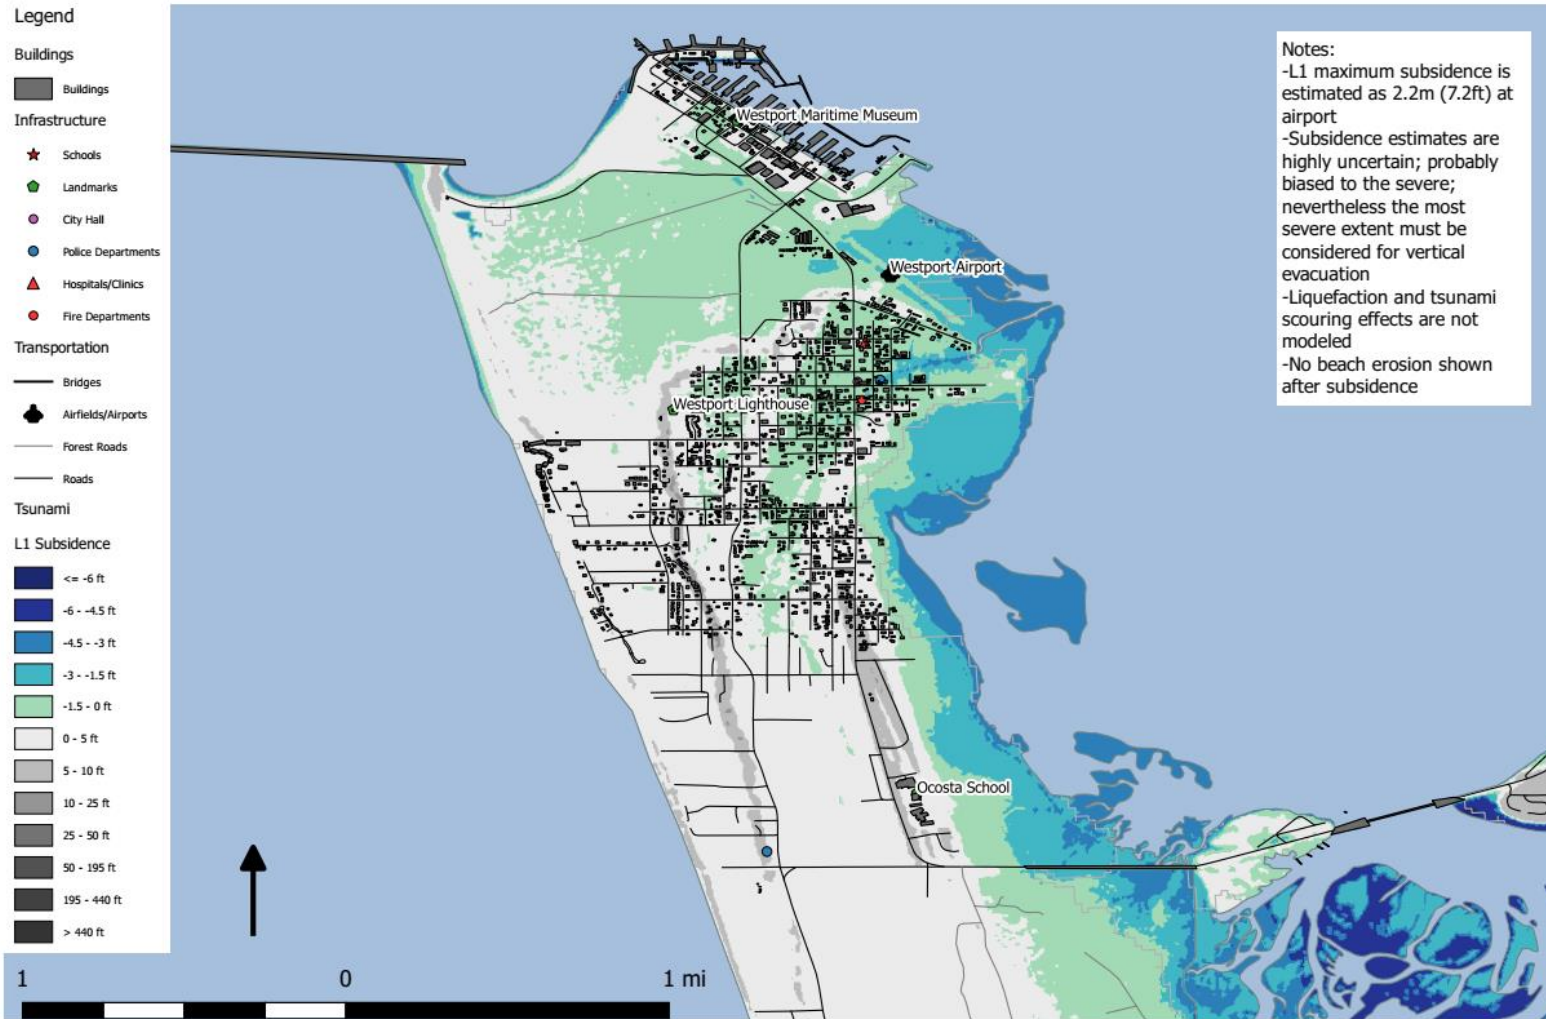 Legend
Buildings
Buildings
Infrastructure
Schools
Landmarks
City Hall
Police Departments
Hospitals/Clinics
Fire Departments
Transportation
Bridges
Airfields/Airports
Forest Roads
Roads
Tsunami
L1 Subsidence
<= -6 ft
-6 - -4.5 ft
-4.5 - -3 ft
-3 - -1.5 ft
-1.5 - 0 ft
0 - 5 ft
5 - 10 ft
10 - 25 ft
25 - 50 ft
50 - 195 ft
195 - 440 ft
> 440 ft
1 0 1 mi
Westport Maritime Museum
Westport Airport
Westport Lighthouse
Ocosta School
Notes:
-L1 maximum subsidence is
estimated as 2.2m (7.2ft) at
airport
-Subsidence estimates are
highly uncertain; probably
biased to the severe;
nevertheless the most
severe extent must be
considered for vertical
evacuation
-Liquefaction and tsunami
scouring effects are not
modeled
-No beach erosion shown
after subsidence